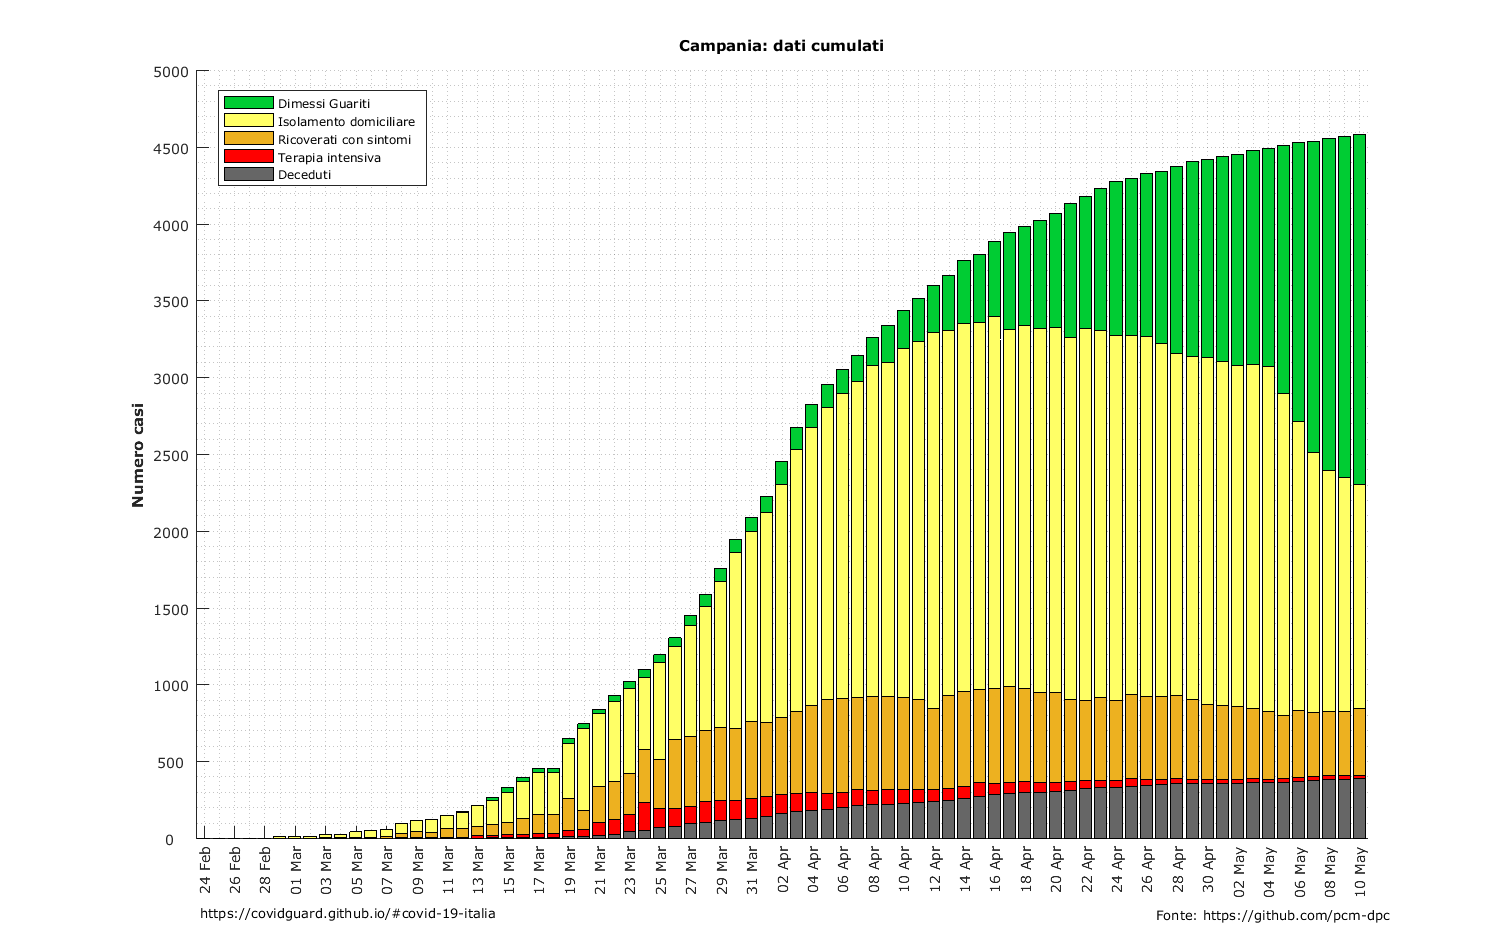 Campania: dati cumulati
5000
4500
4000
3500
3000
2500
2000
1500
1000
500
0
Numero casi
Dimessi Guariti
Isolamento domiciliare
Ricoverati con sintomi
Terapia intensiva
Deceduti
24 Feb
26 Feb
28 Feb
01 Mar
03 Mar
05 Mar
07 Mar
09 Mar
11 Mar
13 Mar
15 Mar
17 Mar
19 Mar
21 Mar
23 Mar
25 Mar
27 Mar
29 Mar
31 Mar
02 Apr
04 Apr
06 Apr
08 Apr
10 Apr
12 Apr
14 Apr
16 Apr
18 Apr
20 Apr
22 Apr
24 Apr
26 Apr
28 Apr
30 Apr
02 May
04 May
06 May
08 May
10 May
https://covidguard.github.io/#covid-19-italia
Fonte: https://github.com/pcm-dpc